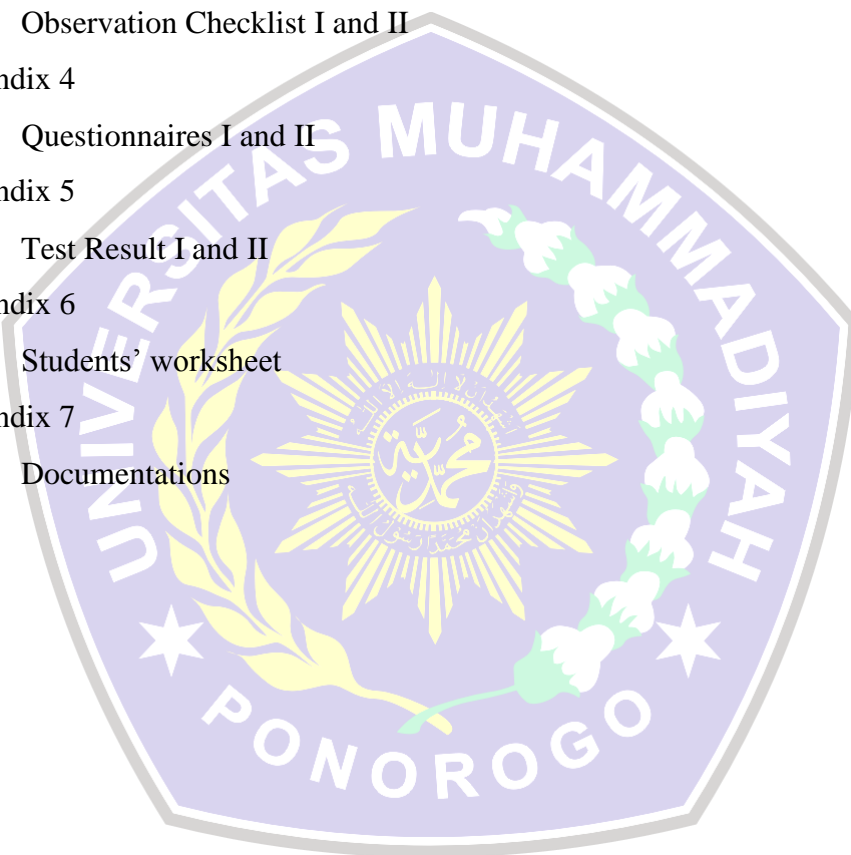 Observation Checklist I and II
ndix 4
Questionnaires I and II
ndix 5
Test Result I and II
ndix 6
Students’ worksheet
ndix 7
Documentations
UNIVERSITAS MUHAMMADIYAH
PONOROGO
محمدية